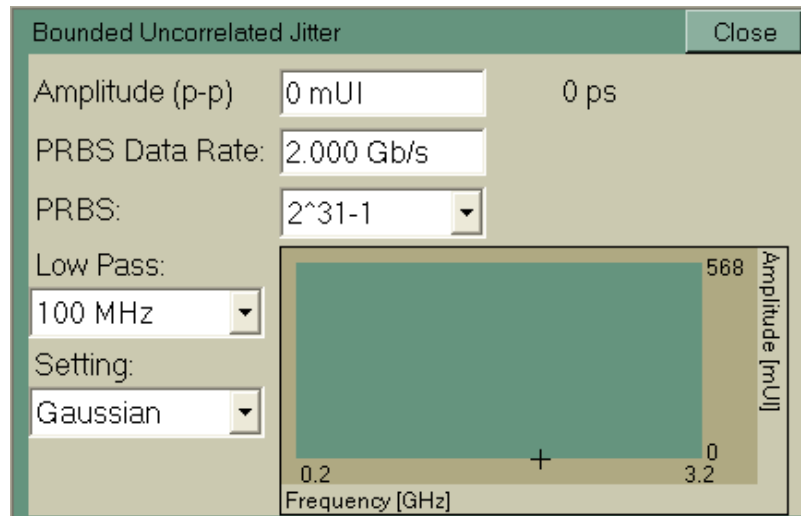 Bounded Uncorrelated Jitter Close
Amplitude (p-p) 0 mUI 0 ps
PRBS Data Rate: 2.000 Gb/s
PRBS: 2^31-1
Low Pass:
100 MHz
Setting:
Gaussian
568
Amplitude [mUI]
0
0.2 3.2
Frequency [GHz]